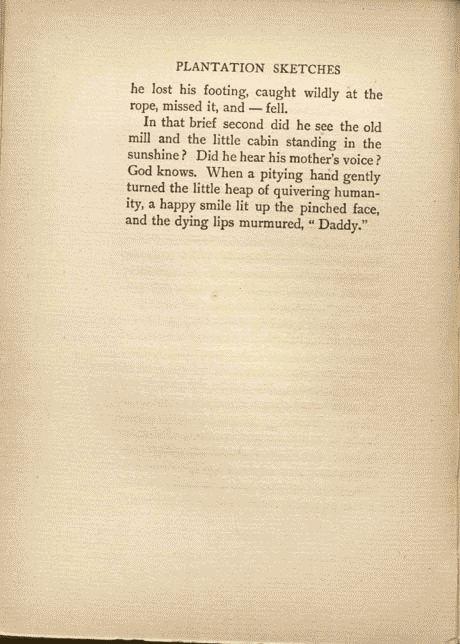 PLANTATION SKETCHES
he lost his footing, caught wildly at the
rope, missed it, and — fell.
In that brief second did he see the old
mill and the little cabin standing in the
sunshine? Did he hear his mother's voice?
God knows. When a pitying hand gently
turned the little heap of quivering human-
ity, a happy smile lit up the pinched face,
and the dying lips murmured, “ Daddy.”